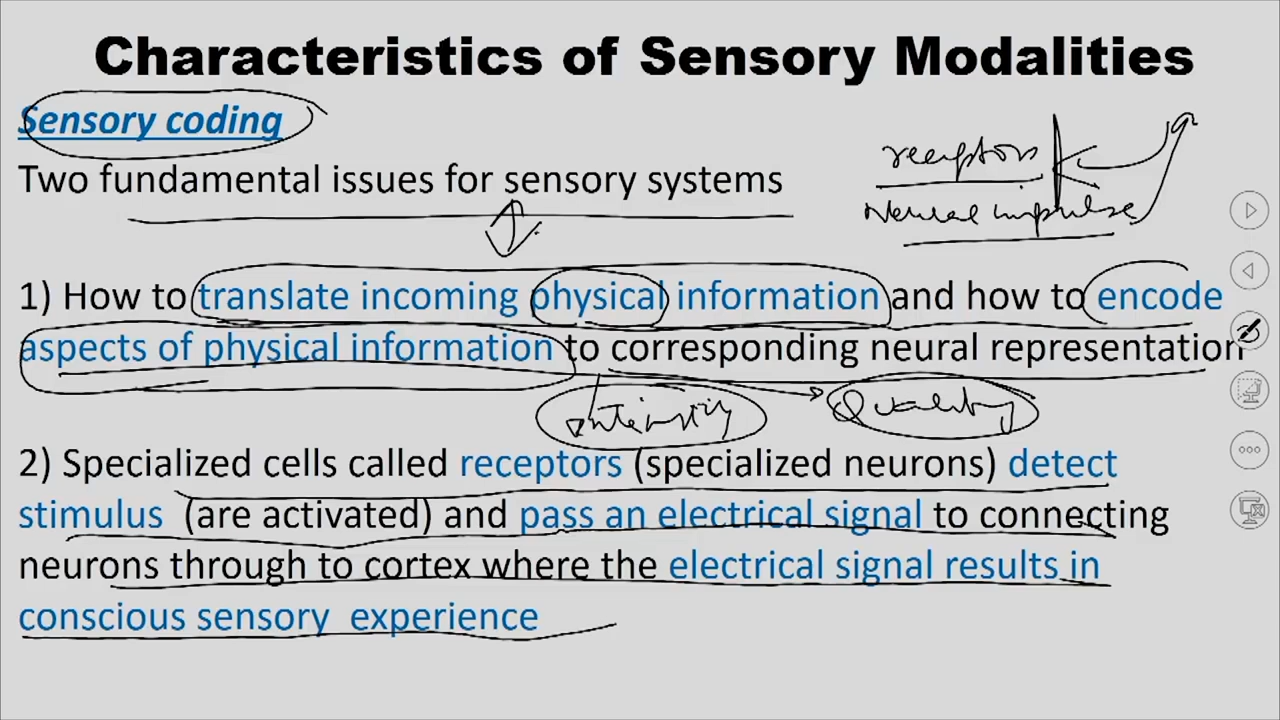 Characteristics of Sensory Modalities
Sensory coding
receptors
Two fundamental issues for sensory systems
Neural impulse
1) How to translate incoming physical information and how to encode
aspects of physical information to corresponding neural representation
intensity Quality
2) Specialized cells called receptors (specialized neurons) detect
stimulus (are activated) and pass an electrical signal to connecting
neurons through to cortex where the electrical signal results in
conscious sensory experience